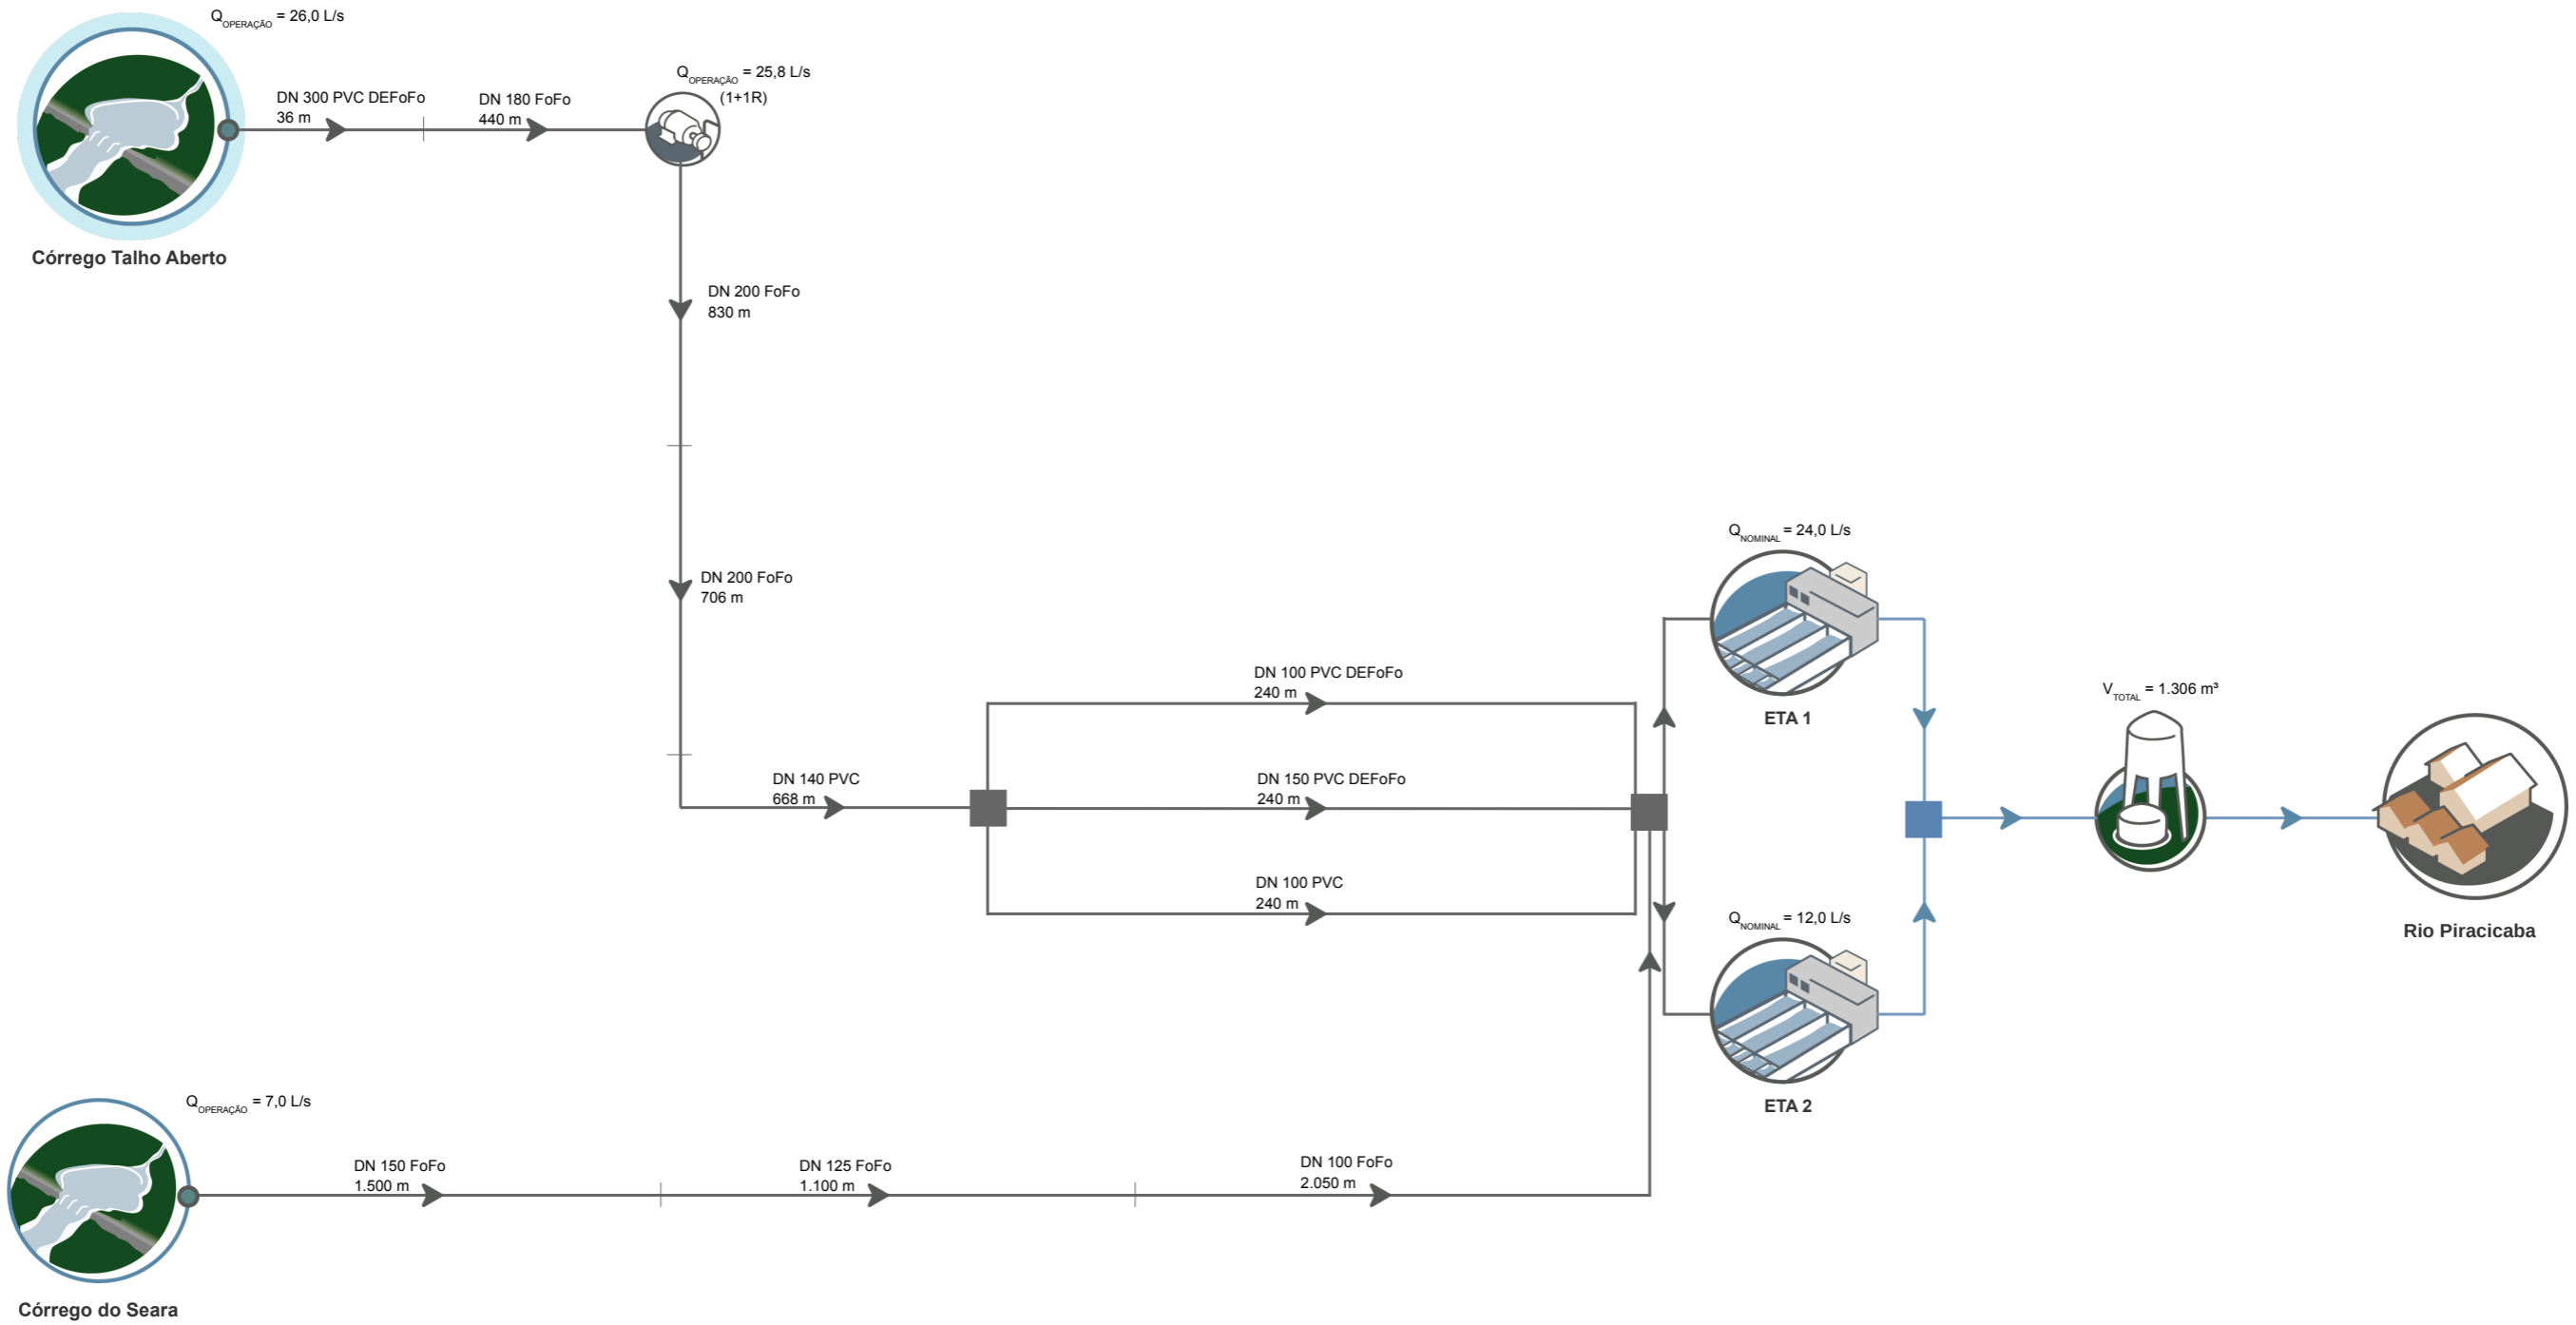 QOPERAÇÃO = 26,0 L/s
DN 300 PVC DEFoFo
36 m
DN 180 FoFo
440 m
QOPERAÇÃO = 25,8 L/s
(1+1R)
Córrego Talho Aberto
DN 200 FoFo
830 m
DN 200 FoFo
706 m
DN 140 PVC
668 m
DN 100 PVC DEFoFo
240 m
DN 150 PVC DEFoFo
240 m
DN 100 PVC
240 m
QNOMINAL = 24,0 L/s
ETA 1
QNOMINAL = 12,0 L/s
ETA 2
VTOTAL = 1.306 m³
Rio Piracicaba
QOPERAÇÃO = 7,0 L/s
DN 150 FoFo
1.500 m
DN 125 FoFo
1.100 m
DN 100 FoFo
2.050 m
Córrego do Seara